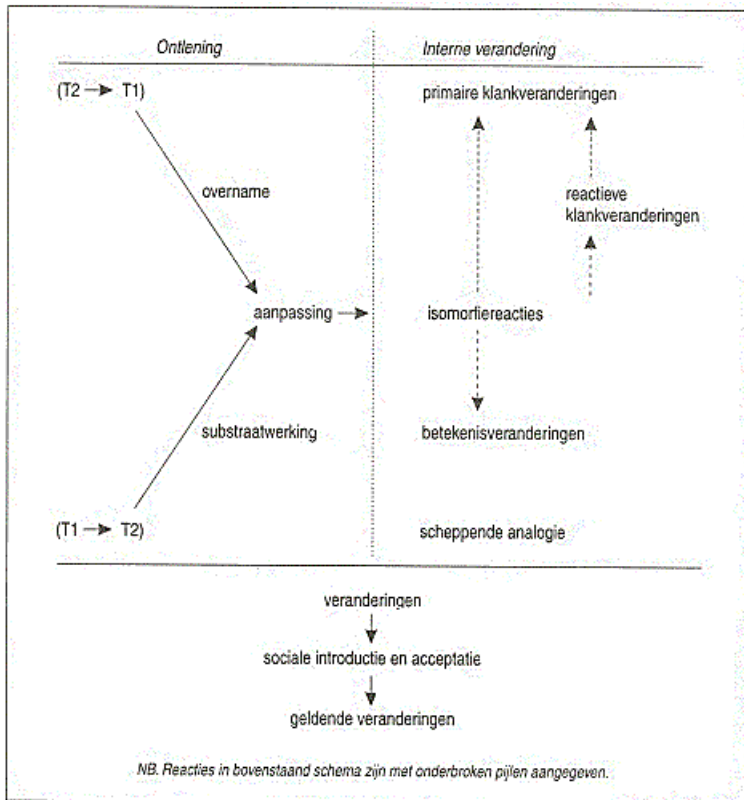 Ontlening
Interne verandering
(T2 → T1)
primaire klankveranderingen
overname
reactieve
klankveranderingen
aanpassing →
isomorfiereacties
substraatwerking
betekenisveranderingen
(T1 → T2)
scheppende analogie
veranderingen
sociale introductie en acceptatie
geldende veranderingen
NB. Reacties in bovenstaand schema zijn met onderbroken pijlen aangegeven.